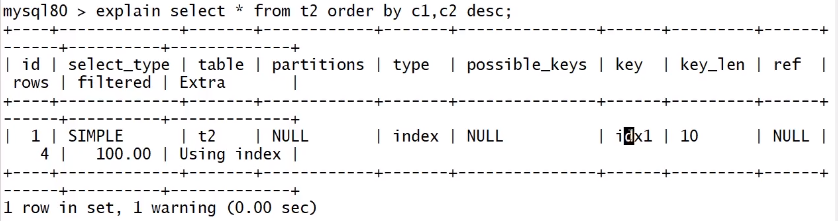 mysql80 > explain select * from t2 order by c1,c2 desc;
+----+-------------+-------+------------+-------+---------------+------+---------+------+
------+----------+-------------+
| id | select_type | table | partitions | type  | possible_keys | key  | key_len | ref  |
 rows | filtered | Extra       |
+----+-------------+-------+------------+-------+---------------+------+---------+------+
------+----------+-------------+
|  1 | SIMPLE      | t2    | NULL       | index | NULL          | idx1 | 10      | NULL |
    4 |   100.00 | Using index |
+----+-------------+-------+------------+-------+---------------+------+---------+------+
------+----------+-------------+
1 row in set, 1 warning (0.00 sec)